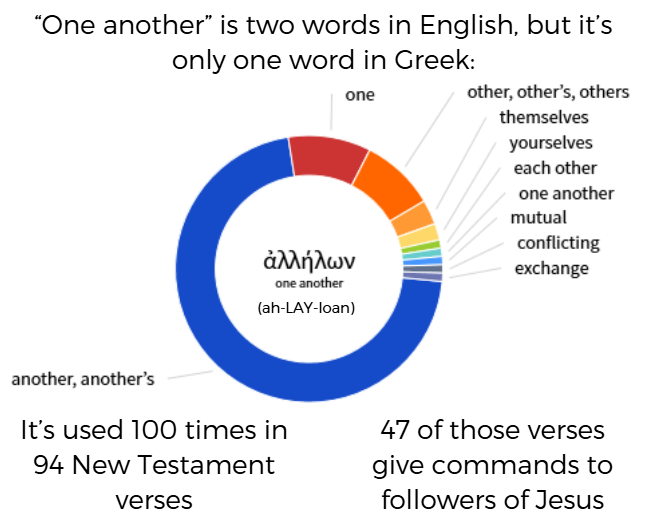 “One another” is two words in English, but it’s
only one word in Greek:
one
other, other’s, others
themselves
yourselves
each other
one another
mutual
conflicting
exchange
ἀλλήλων
one another
(ah-LAY-loan)
another, another’s
It’s used 100 times in
94 New Testament
verses
47 of those verses
give commands to
followers of Jesus